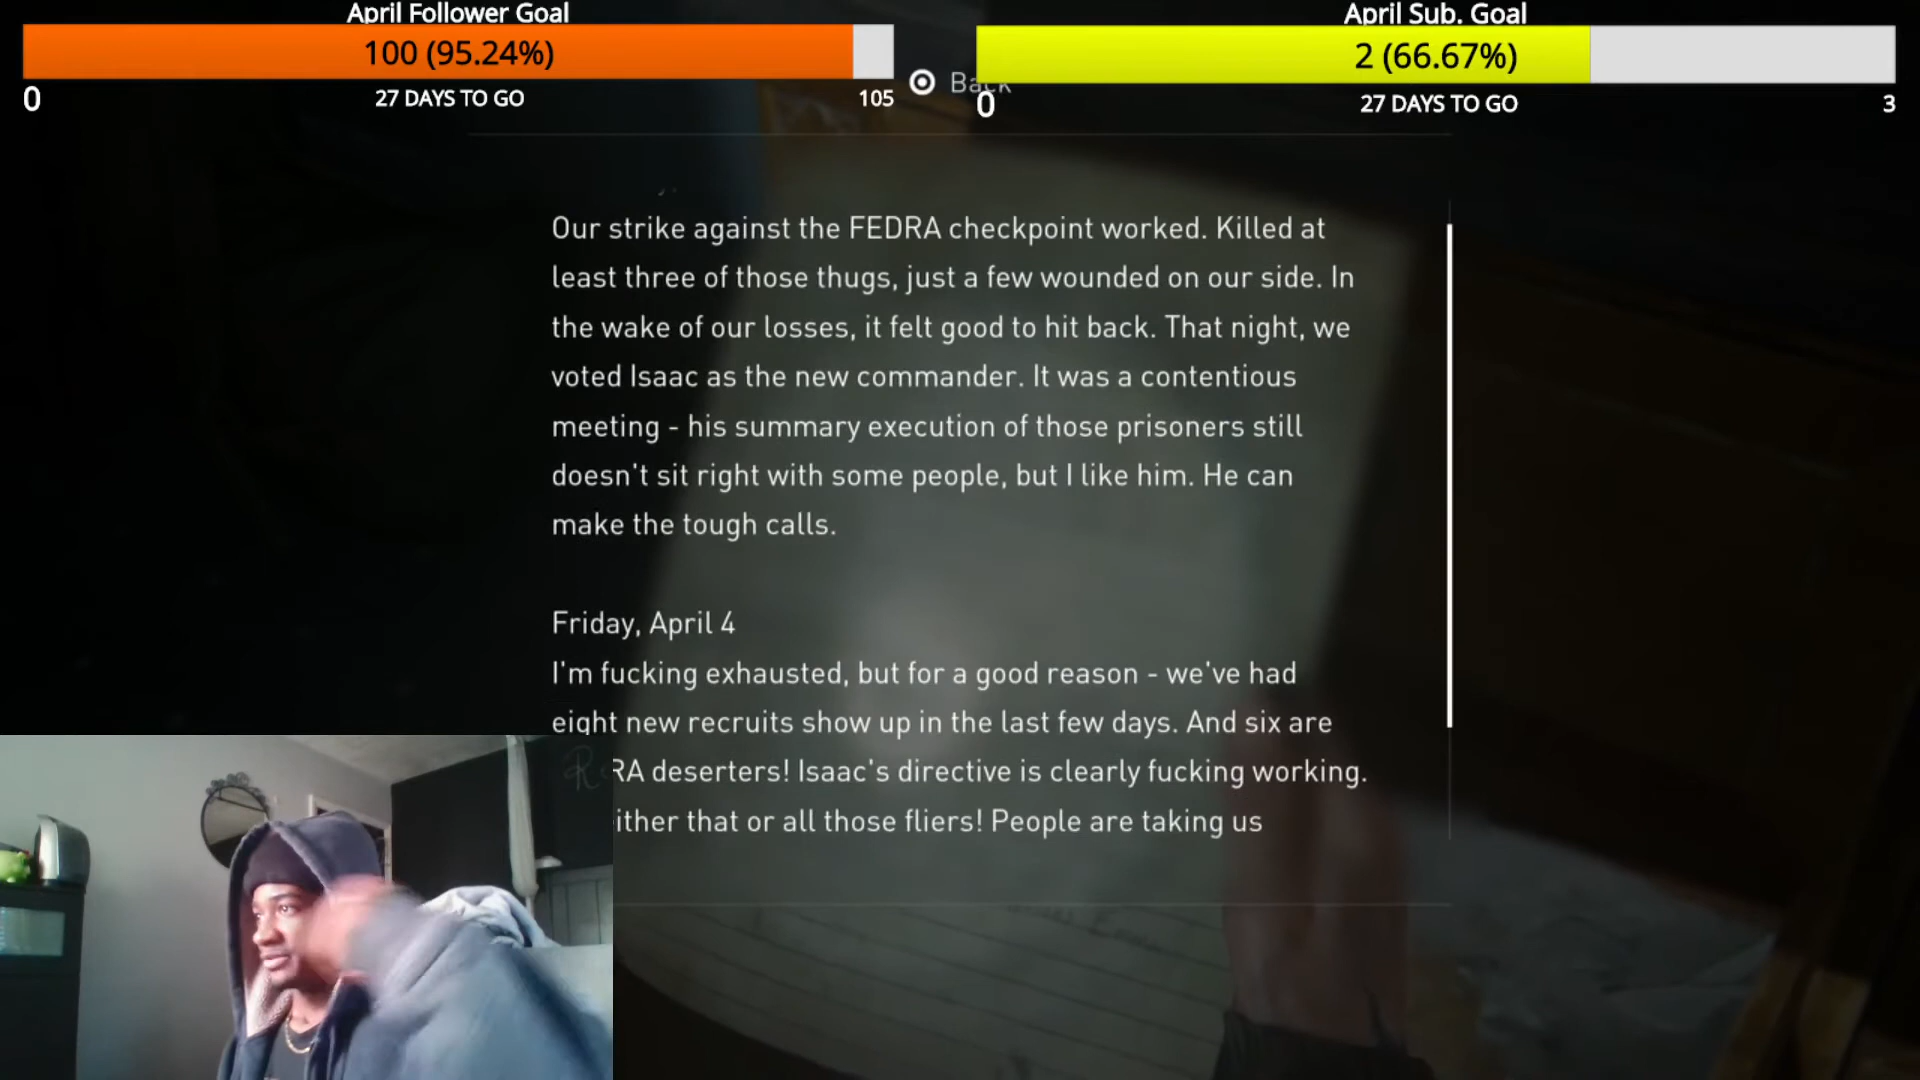 April Follower Goal
100 (95.24%)
0
27 DAYS TO GO
105
April Sub. Goal
2 (66.67%)
0
27 DAYS TO GO
3
Back
Our strike against the FEDRA checkpoint worked. Killed at
least three of those thugs, just a few wounded on our side. In
the wake of our losses, it felt good to hit back. That night, we
voted Isaac as the new commander. It was a contentious
meeting - his summary execution of those prisoners still
doesn't sit right with some people, but I like him. He can
make the tough calls.
Friday, April 4
I'm fucking exhausted, but for a good reason - we've had
eight new recruits show up in the last few days. And six are
RA deserters! Isaac's directive is clearly fucking working.
ither that or all those fliers! People are taking us